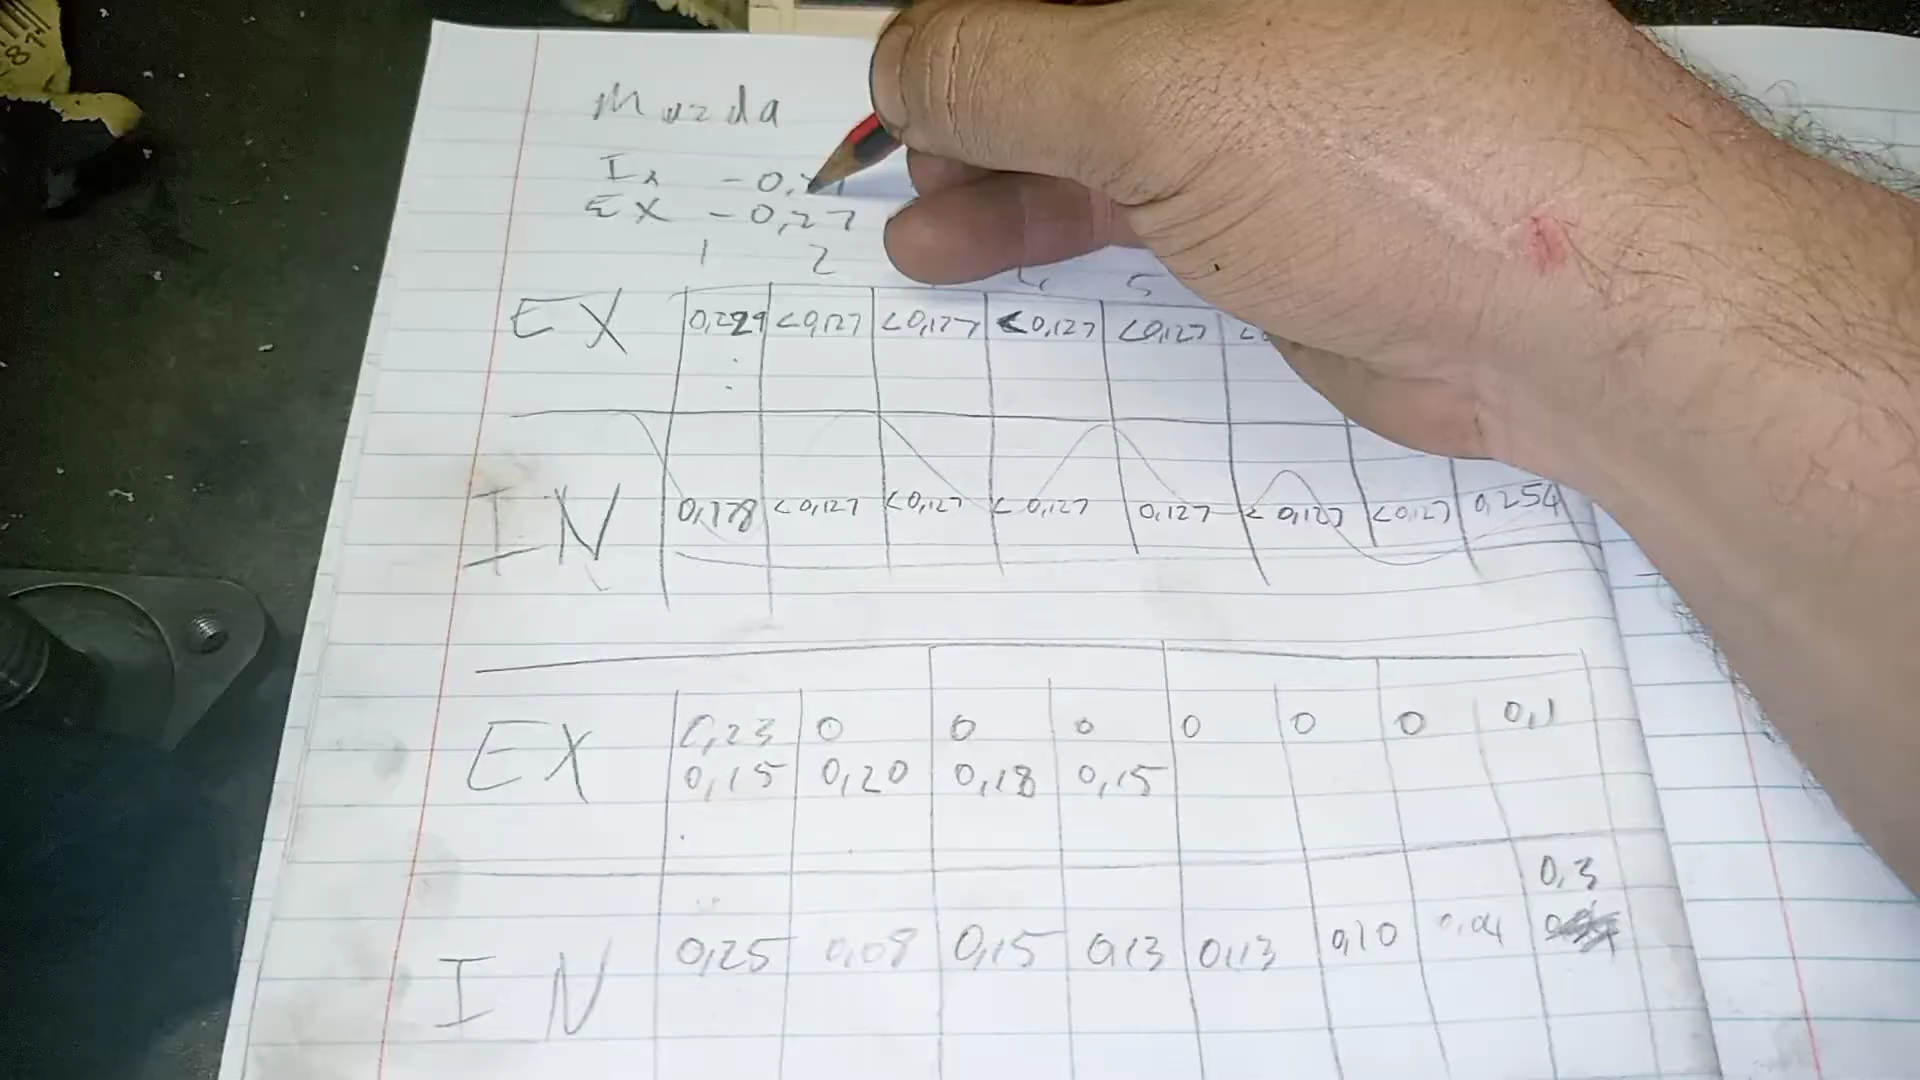 Mazda
In -0,
EX -0,27
1 2 5
EX 0,229 <0,127 <0,127 <0,127 <0,127
IN <0,127 <0,127 <0,127 0,127 <0,127 <0,127 0,254
EX 0,23 0 0 0 0 0 0 0,1
0,15 0,20 0,18 0,15
0,3
IN 0,25 0,08 0,15 0,13 0,13 0,10 0,04